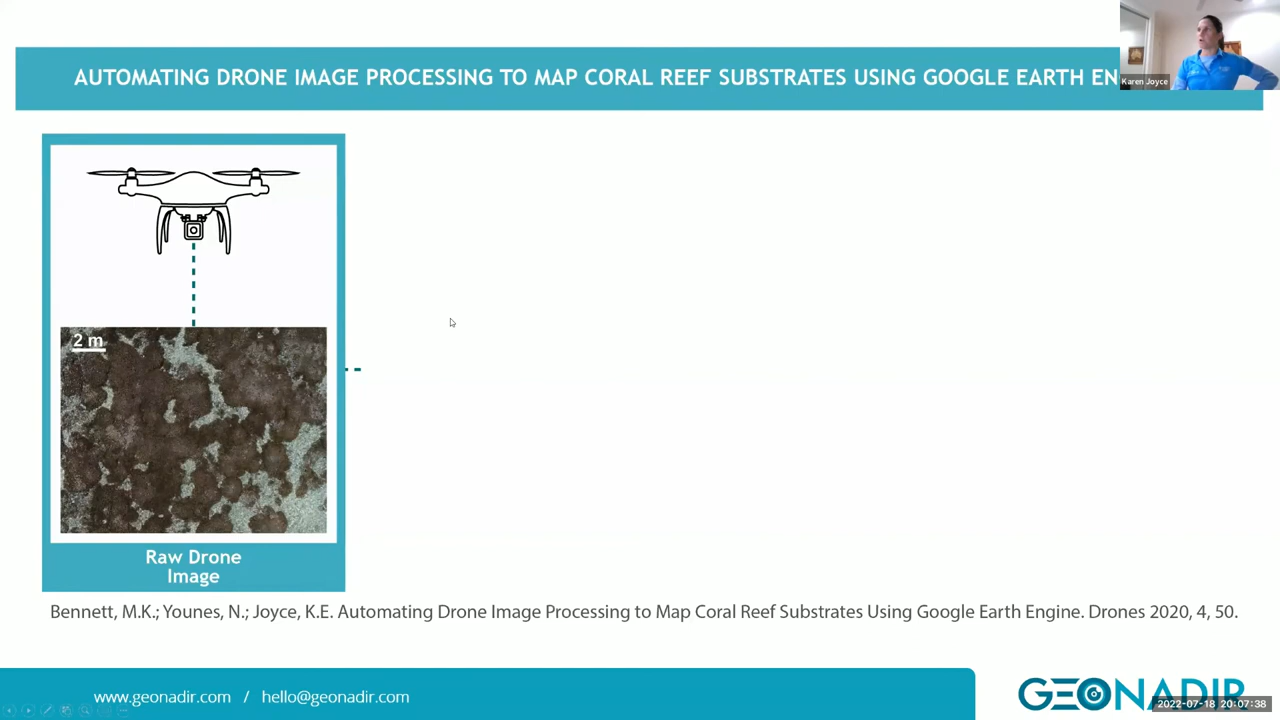 AUTOMATING DRONE IMAGE PROCESSING TO MAP CORAL REEF SUBSTRATES USING GOOGLE EARTH EN
Karen Joyce
2 m
Raw Drone
Image
Bennett, M.K.; Younes, N.; Joyce, K.E. Automating Drone Image Processing to Map Coral Reef Substrates Using Google Earth Engine. Drones 2020, 4, 50.
www.geonadir.com / hello@geonadir.com
GEONADIR
2022-07-18 20:07:38